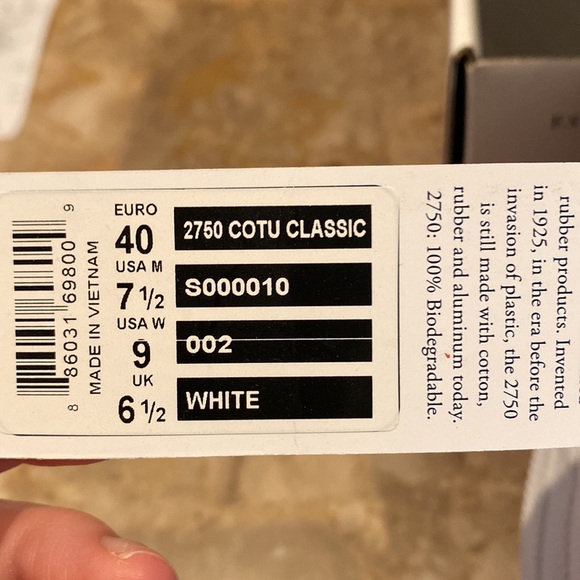 EURO
40
USA M
7 1/2
USA W
9
UK
6 1/2
2750 COTU CLASSIC
S000010
002
WHITE
MADE IN VIETNAM
8 86031 69800 9
rubber products. Invented
in 1925, in the era before the
invasion of plastic, the 2750
is still made with cotton,
rubber and aluminum today.
2750: 100% Biodegradable.